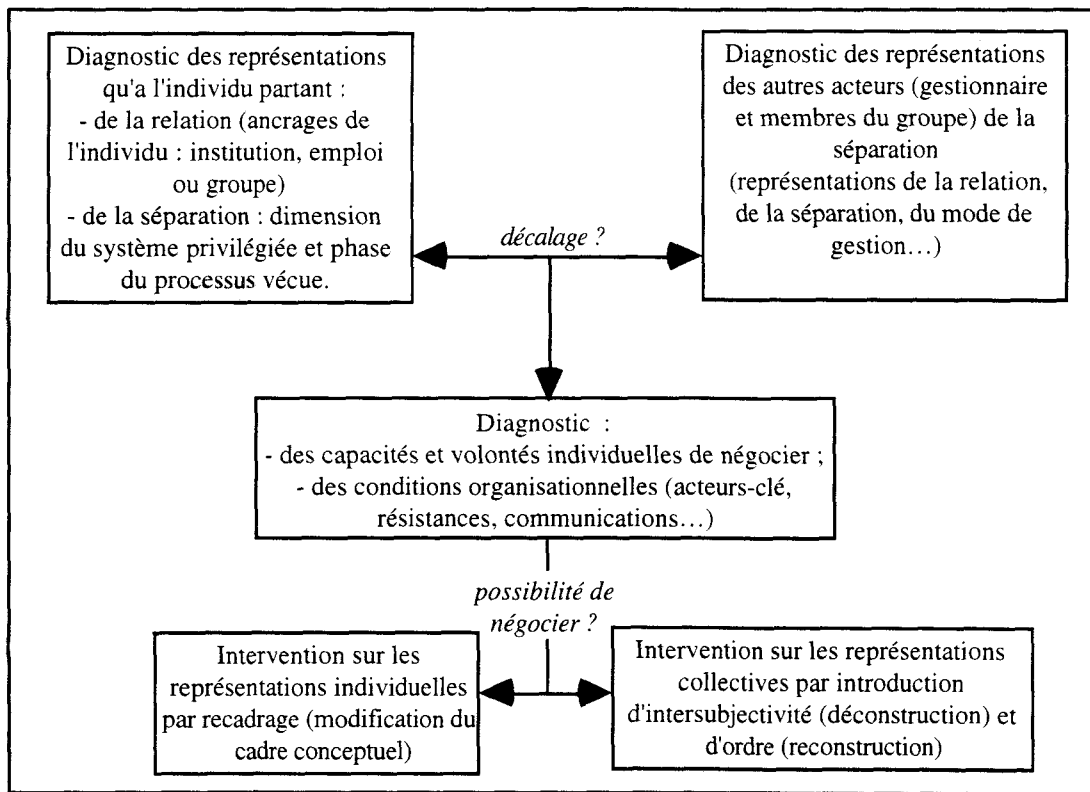 Diagnostic des représentations
qu'a l'individu partant :
- de la relation (ancrages de
l'individu : institution, emploi
ou groupe)
- de la séparation : dimension
du système privilégiée et phase
du processus vécue.
Diagnostic des représentations
des autres acteurs (gestionnaire
et membres du groupe) de la
séparation
(représentations de la relation,
de la séparation, du mode de
gestion…)
décalage ?
Diagnostic :
- des capacités et volontés individuelles de négocier ;
- des conditions organisationnelles (acteurs-clé,
résistances, communications…)
possibilité de
négocier ?
Intervention sur les
représentations individuelles
par recadrage (modification du
cadre conceptuel)
Intervention sur les représentations
collectives par introduction
d'intersubjectivité (déconstruction) et
d'ordre (reconstruction)